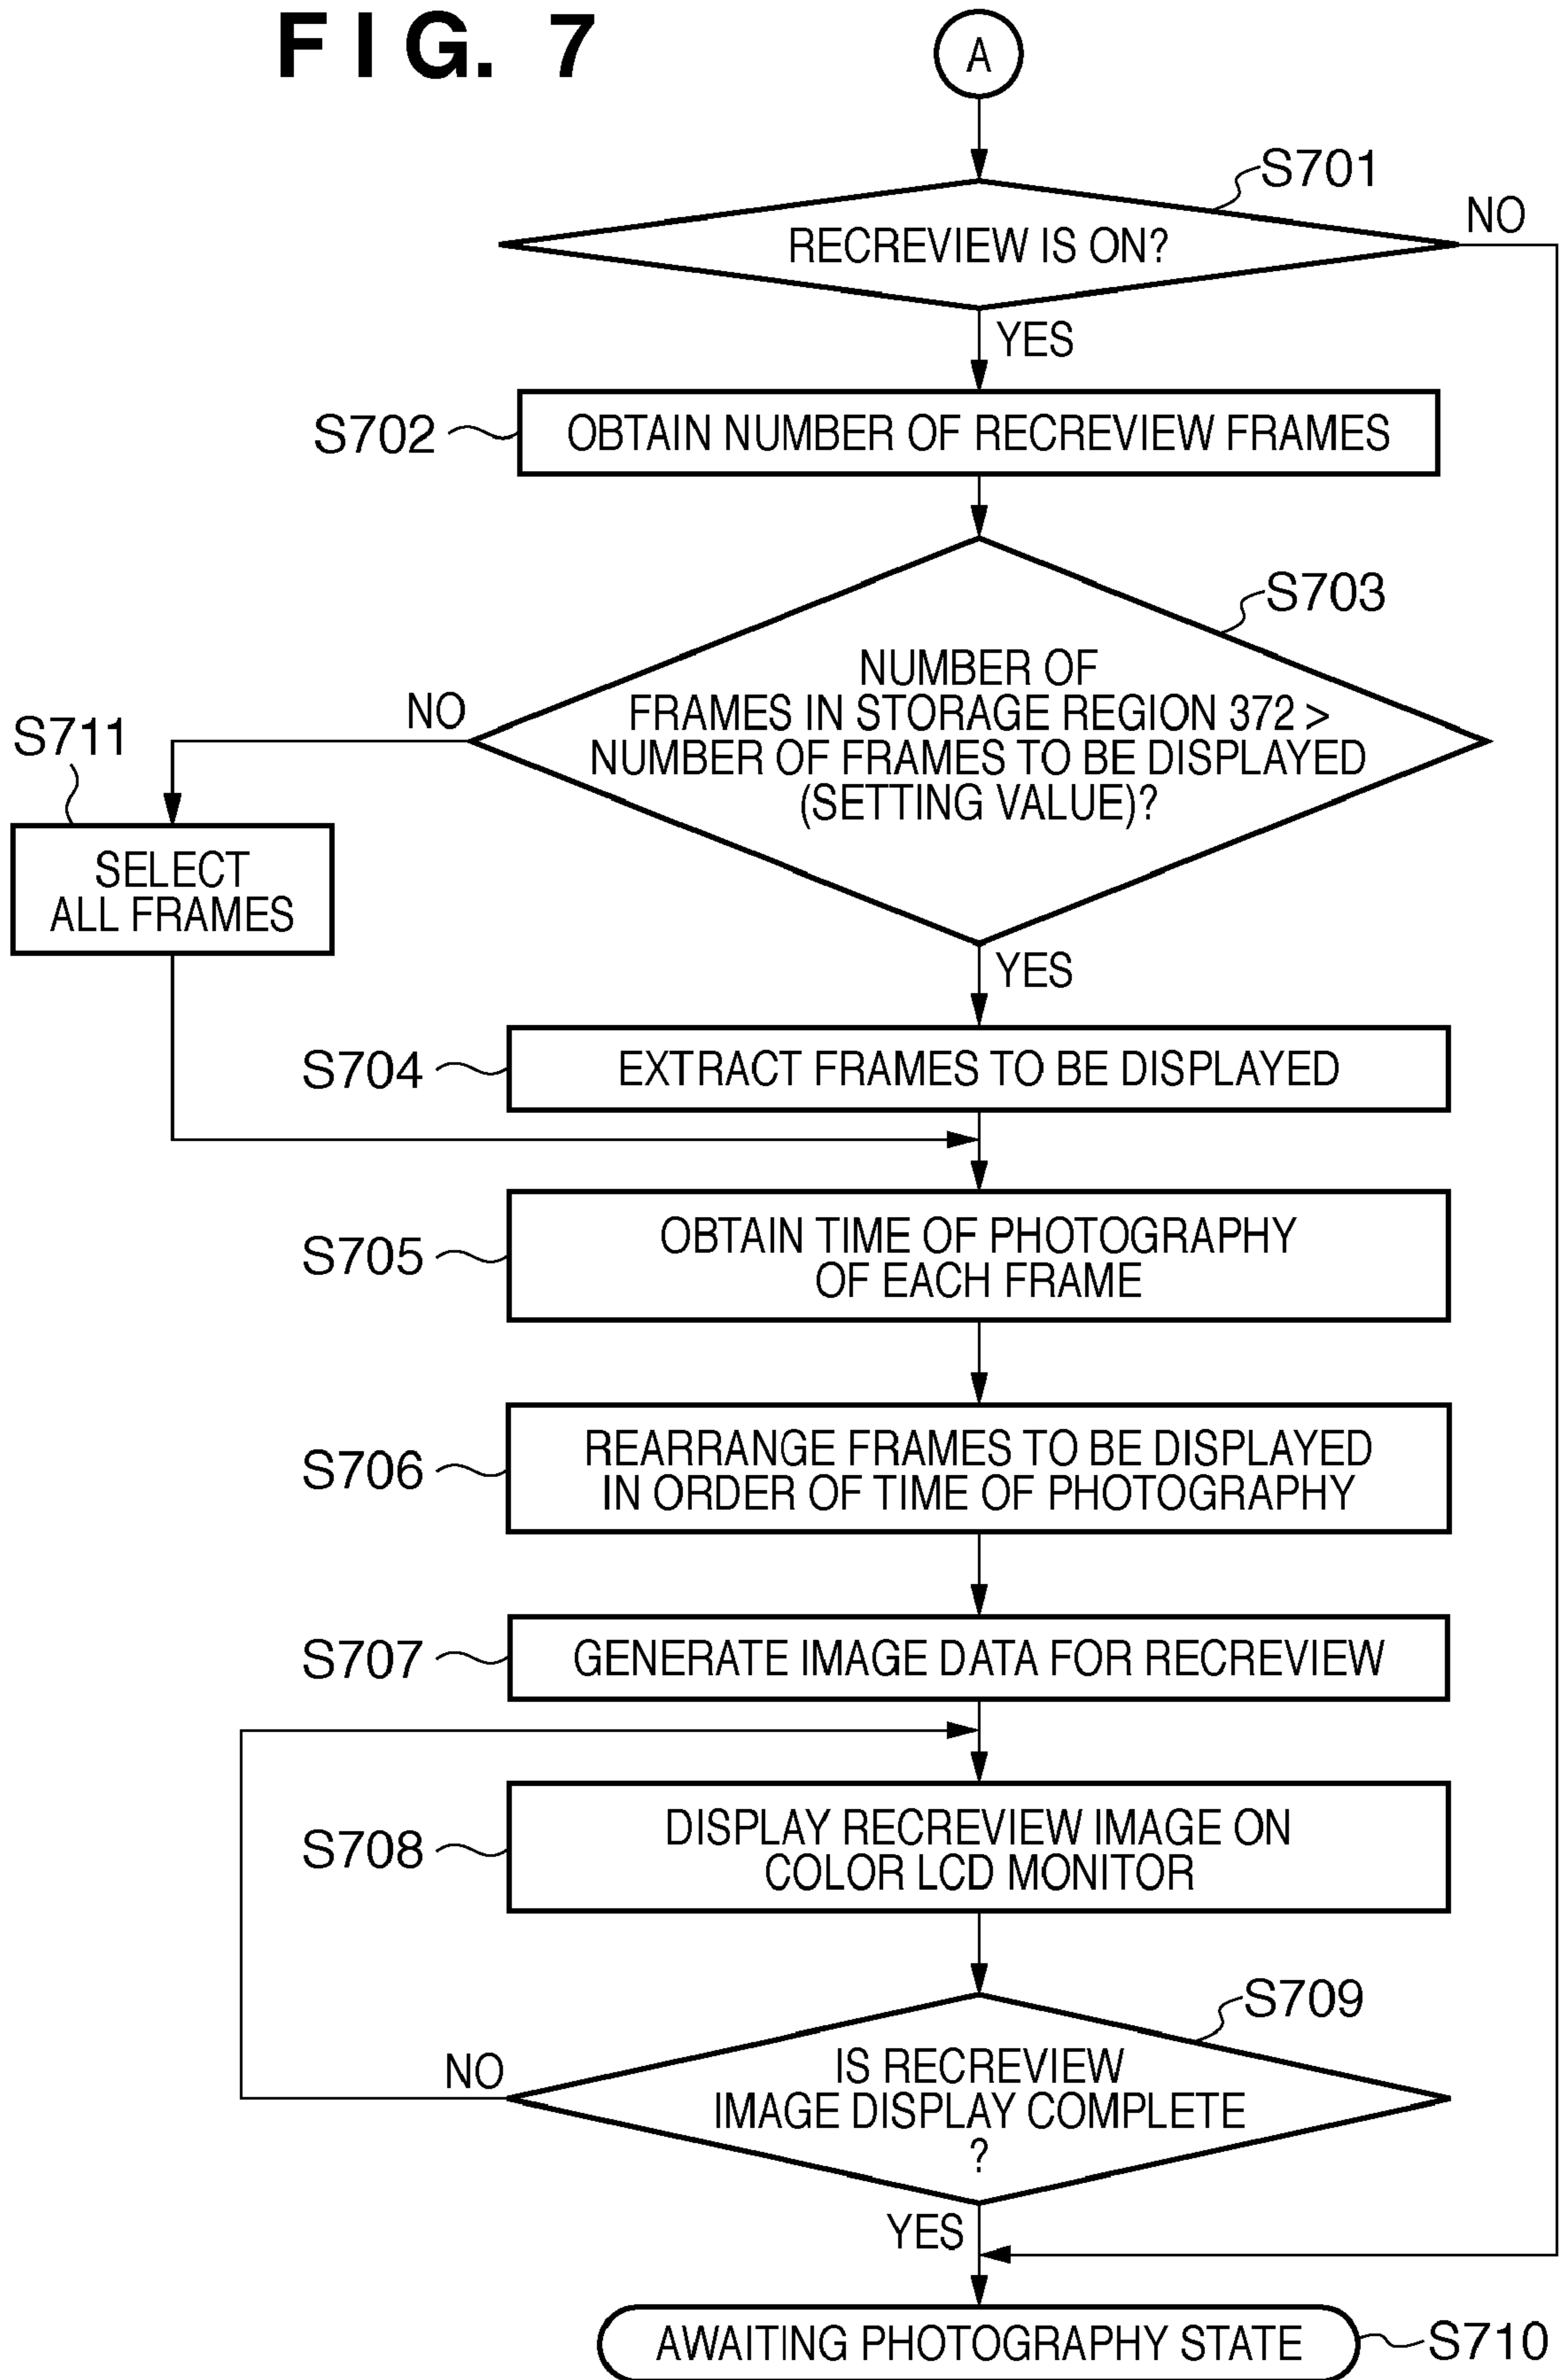 FIG. 7
A
S701
RECREVIEW IS ON?
NO
YES
S702
OBTAIN NUMBER OF RECREVIEW FRAMES
S703
NUMBER OF
FRAMES IN STORAGE REGION 372 >
NUMBER OF FRAMES TO BE DISPLAYED
(SETTING VALUE)?
NO
S711
SELECT
ALL FRAMES
YES
S704
EXTRACT FRAMES TO BE DISPLAYED
S705
OBTAIN TIME OF PHOTOGRAPHY
OF EACH FRAME
S706
REARRANGE FRAMES TO BE DISPLAYED
IN ORDER OF TIME OF PHOTOGRAPHY
S707
GENERATE IMAGE DATA FOR RECREVIEW
S708
DISPLAY RECREVIEW IMAGE ON
COLOR LCD MONITOR
S709
IS RECREVIEW
IMAGE DISPLAY COMPLETE
?
NO
YES
AWAITING PHOTOGRAPHY STATE
S710